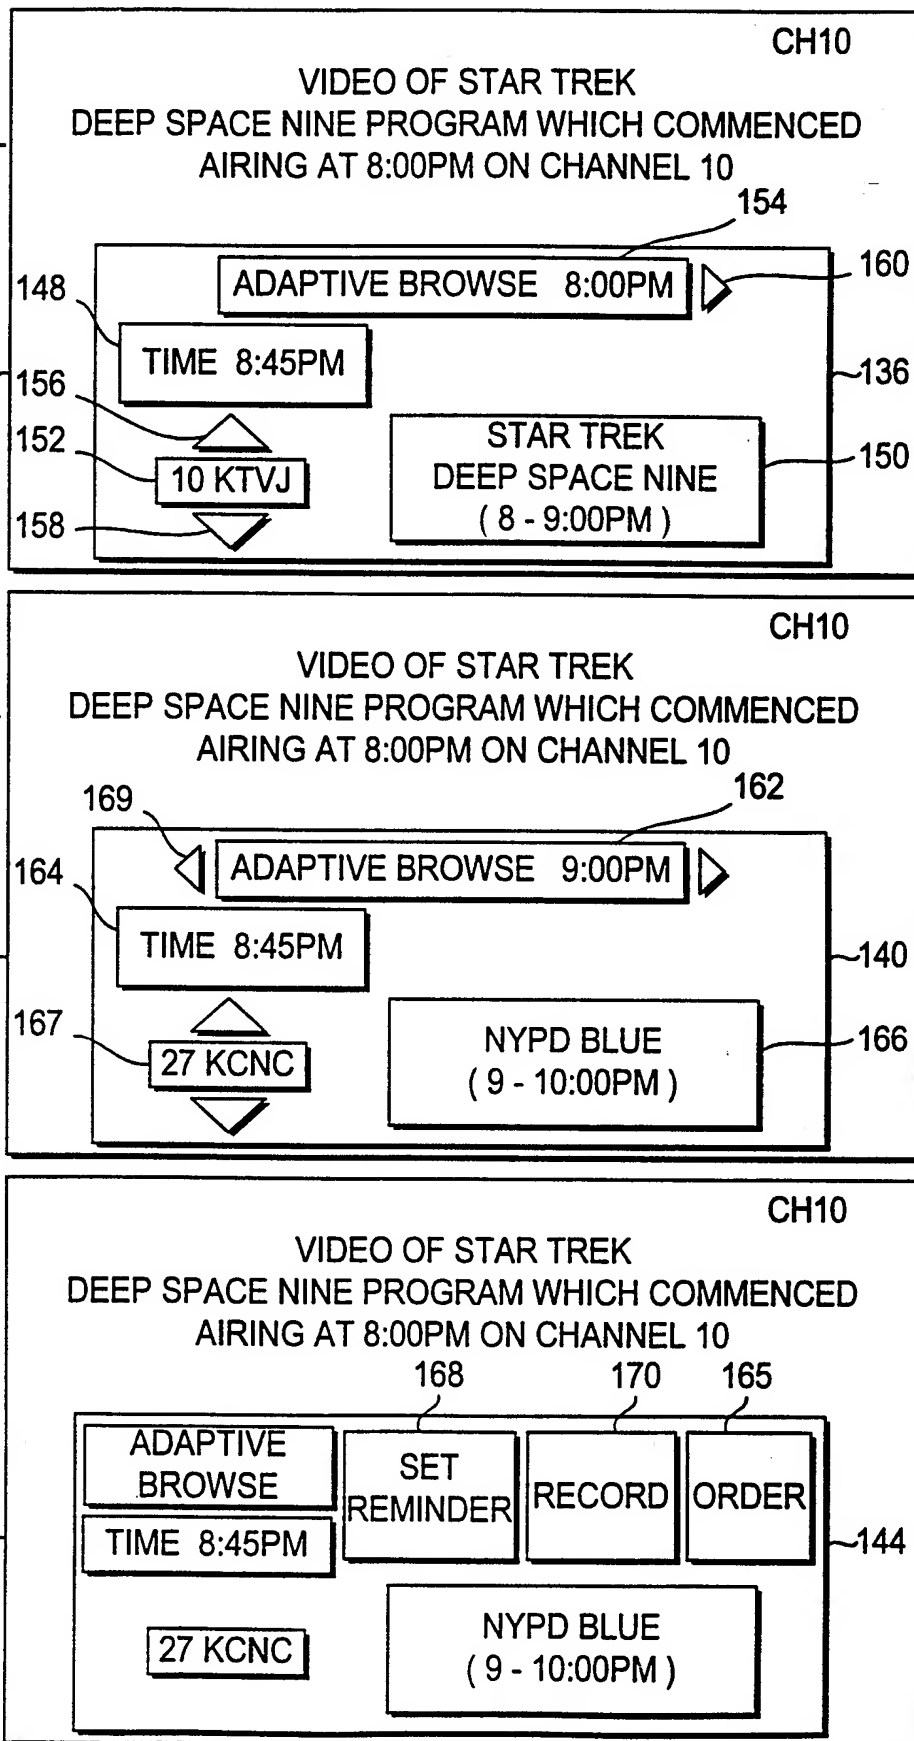 CH10
VIDEO OF STAR TREK
DEEP SPACE NINE PROGRAM WHICH COMMENCED
AIRING AT 8:00PM ON CHANNEL 10
154
ADAPTIVE BROWSE 8:00PM
160
148
TIME 8:45PM
136
156
152
10 KTVJ
STAR TREK
DEEP SPACE NINE
( 8 - 9:00PM )
150
158
CH10
VIDEO OF STAR TREK
DEEP SPACE NINE PROGRAM WHICH COMMENCED
AIRING AT 8:00PM ON CHANNEL 10
162
169
ADAPTIVE BROWSE 9:00PM
164
TIME 8:45PM
140
167
27 KCNC
NYPD BLUE
( 9 - 10:00PM )
166
CH10
VIDEO OF STAR TREK
DEEP SPACE NINE PROGRAM WHICH COMMENCED
AIRING AT 8:00PM ON CHANNEL 10
168
170
165
ADAPTIVE
BROWSE
SET
REMINDER
RECORD
ORDER
TIME 8:45PM
144
27 KCNC
NYPD BLUE
( 9 - 10:00PM )